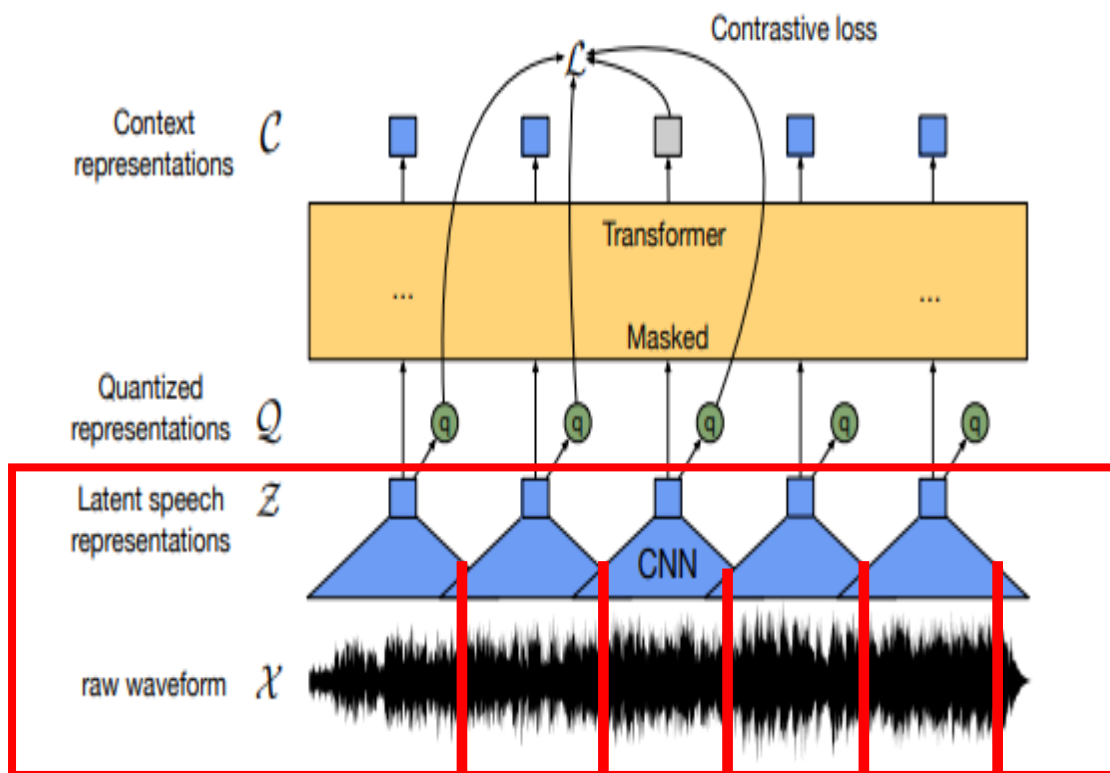 Contrastive loss
ℒ
Context
representations 𝒞
Transformer
... ...
Masked
Quantized
representations 𝒬
q q q q q
Latent speech
representations 𝒵
CNN
raw waveform 𝒳